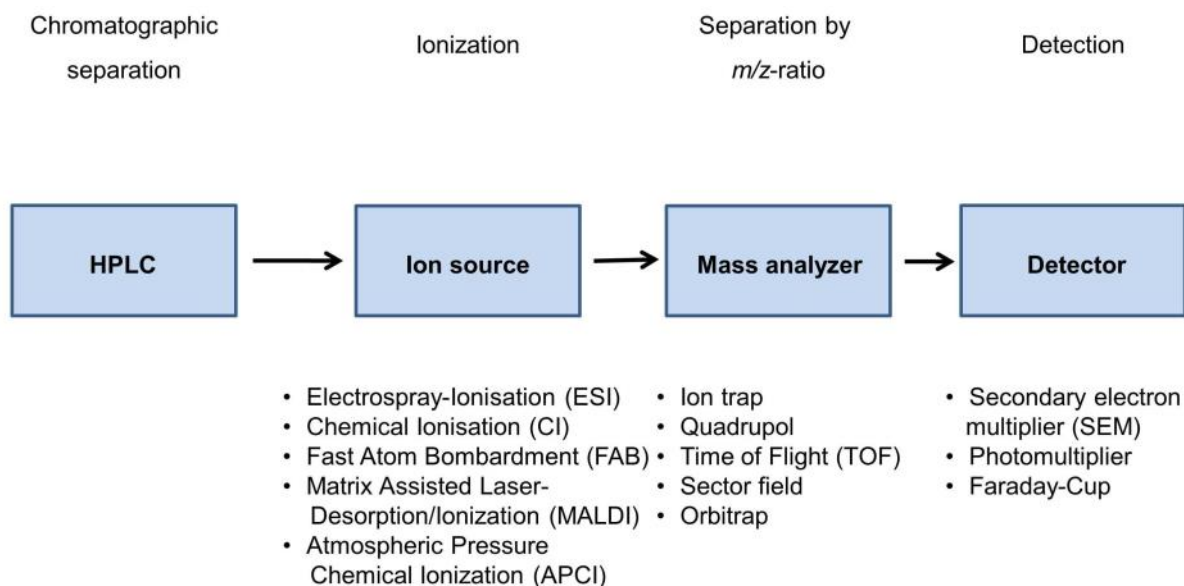 Chromatographic
separation
Ionization
Separation by
m/z-ratio
Detection
HPLC
Ion source
Mass analyzer
Detector
• Electrospray-Ionisation (ESI)
• Chemical Ionisation (CI)
• Fast Atom Bombardment (FAB)
• Matrix Assisted Laser-
Desorption/Ionization (MALDI)
• Atmospheric Pressure
Chemical Ionization (APCI)
• Ion trap
• Quadrupol
• Time of Flight (TOF)
• Sector field
• Orbitrap
• Secondary electron
multiplier (SEM)
• Photomultiplier
• Faraday-Cup